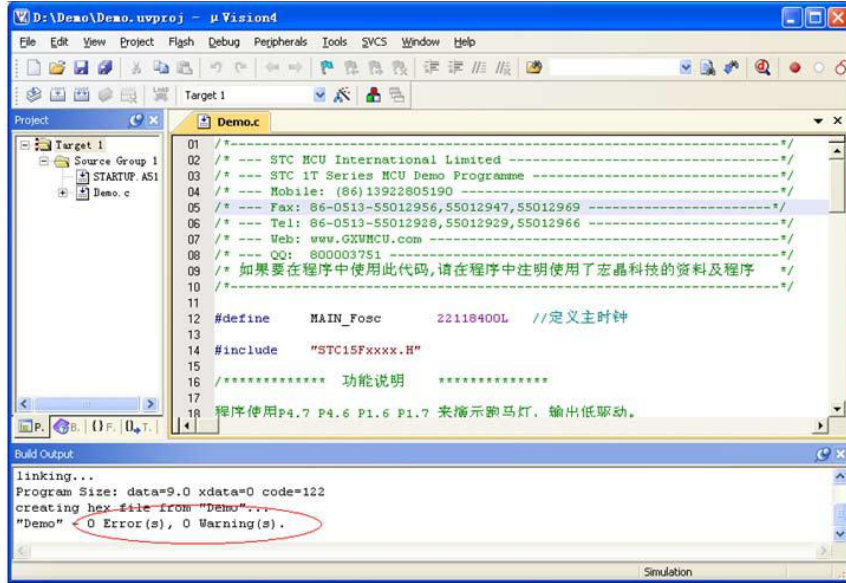 D:\Demo\Demo.uvproj - μVision4
File Edit View Project Flash Debug Peripherals Tools SVCS Window Help
Target 1
Project
Demo.c
Target 1
Source Group 1
STARTUP.A51
Demo.c
01 /*----------------------------------------------------------------------*/
02 /* --- STC MCU International Limited -----------------------------------*/
03 /* --- STC 1T Series MCU Demo Programme --------------------------------*/
04 /* --- Mobile: (86)13922805190 -----------------------------------------*/
05 /* --- Fax: 86-0513-55012956,55012947,55012969 ------------------------*/
06 /* --- Tel: 86-0513-55012928,55012929,55012966 -------------------------*/
07 /* --- Web: www.GXWMCU.com ---------------------------------------------*/
08 /* --- QQ: 800003751 --------------------------------------------------*/
09 /* 如果要在程序中使用此代码,请在程序中注明使用了宏晶科技的资料及程序 */
10 /*----------------------------------------------------------------------*/
11
12 #define MAIN_Fosc 22118400L //定义主时钟
13
14 #include "STC15Fxxxx.H"
15
16 /************* 功能说明 **************
17
18 程序使用P4.7 P4.6 P1.6 P1.7 来演示跑马灯，输出低驱动。
P. B. {} F. 0 T.
Build Output
linking...
Program Size: data=9.0 xdata=0 code=122
creating hex file from "Demo"...
"Demo" - 0 Error(s), 0 Warning(s).
Simulation